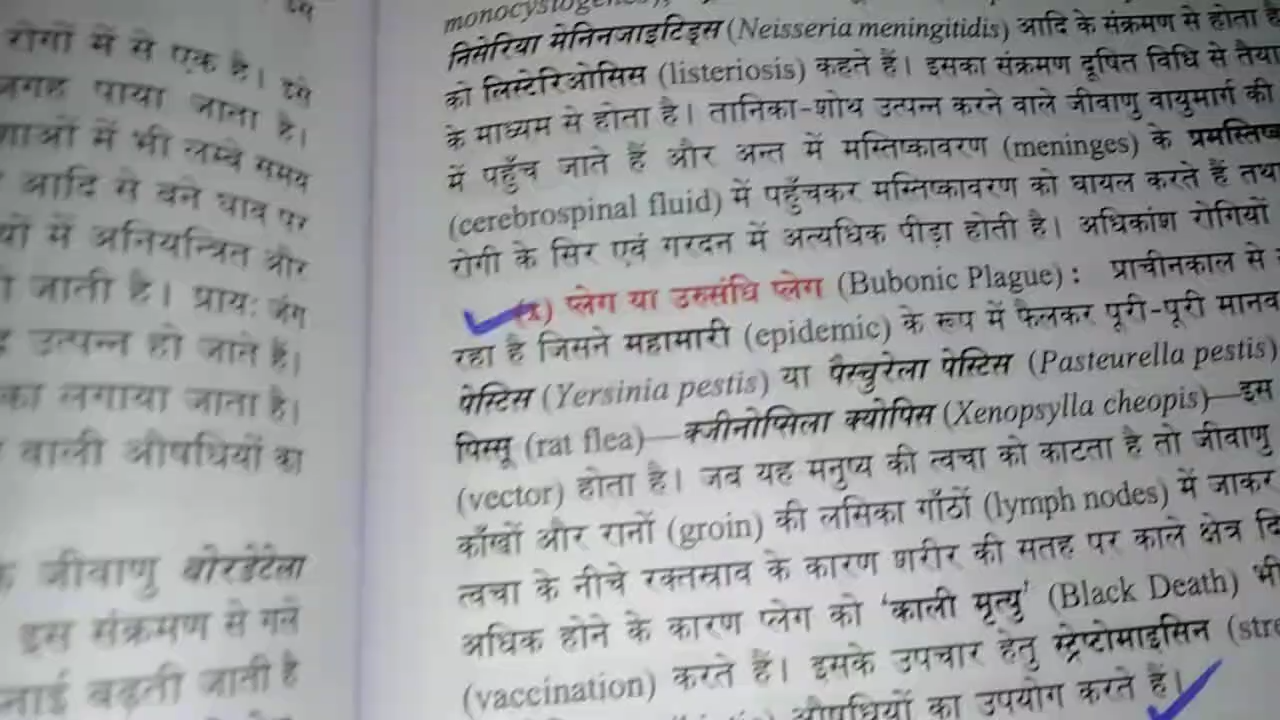 रोगों में से एक है। इसे
जगह पाया जाता है।
में भी लम्बे समय
आदि से बने घाव पर
में अनियन्त्रित और
जाती है। प्रायः जंग
उत्पन्न हो जाते हैं।
का लगाया जाता है।
वाली औषधियों का
जीवाणु बोरडेटेला
इस संक्रमण से गले
बढ़ती जाती है
निसेरिया मेनिनजाइटिड्स (Neisseria meningitidis) आदि के संक्रमण से होता है
को लिस्टेरिओसिस (listeriosis) कहते हैं। इसका संक्रमण दूषित विधि से तैया
के माध्यम से होता है। तानिका-शोथ उत्पन्न करने वाले जीवाणु वायुमार्ग की
में पहुँच जाते हैं और अन्त में मस्तिष्कावरण (meninges) के प्रमस्तिष्क
(cerebrospinal fluid) में पहुँचकर मस्तिष्कावरण को घायल करते हैं तथा
रोगी के सिर एवं गरदन में अत्यधिक पीड़ा होती है। अधिकांश रोगियों
(x) प्लेग या उरुसंधि प्लेग (Bubonic Plague) : प्राचीनकाल से
रहा है जिसने महामारी (epidemic) के रूप में फैलकर पूरी-पूरी मानव
पेस्टिस (Yersinia pestis) या पैस्चुरेला पेस्टिस (Pasteurella pestis)
पिस्सू (rat flea)—क्जीनोप्सिला क्योपिस (Xenopsylla cheopis)—इस
(vector) होता है। जब यह मनुष्य की त्वचा को काटता है तो जीवाणु
काँखों और रानों (groin) की लसिका गाँठों (lymph nodes) में जाकर
त्वचा के नीचे रक्तस्राव के कारण शरीर की सतह पर काले क्षेत्र दि
अधिक होने के कारण प्लेग को 'काली मृत्यु' (Black Death) भी
(vaccination) करते हैं। इसके उपचार हेतु स्ट्रेप्टोमाइसिन (stre
औषधियों का उपयोग करते हैं।